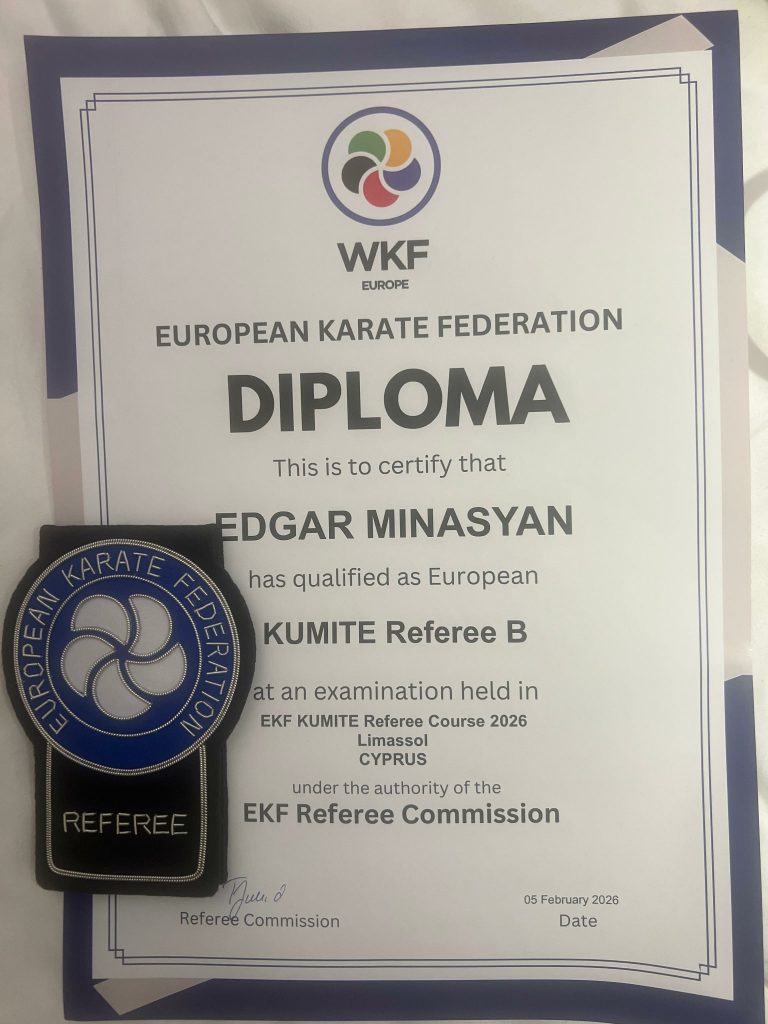 WKF
EUROPE
EUROPEAN KARATE FEDERATION
DIPLOMA
This is to certify that
EDGAR MINASYAN
has qualified as European
KUMITE Referee B
at an examination held in
EKF KUMITE Referee Course 2026
Limassol
CYPRUS
under the authority of the
EKF Referee Commission
Referee Commission
05 February 2026
Date
EUROPEAN KARATE FEDERATION
REFEREE